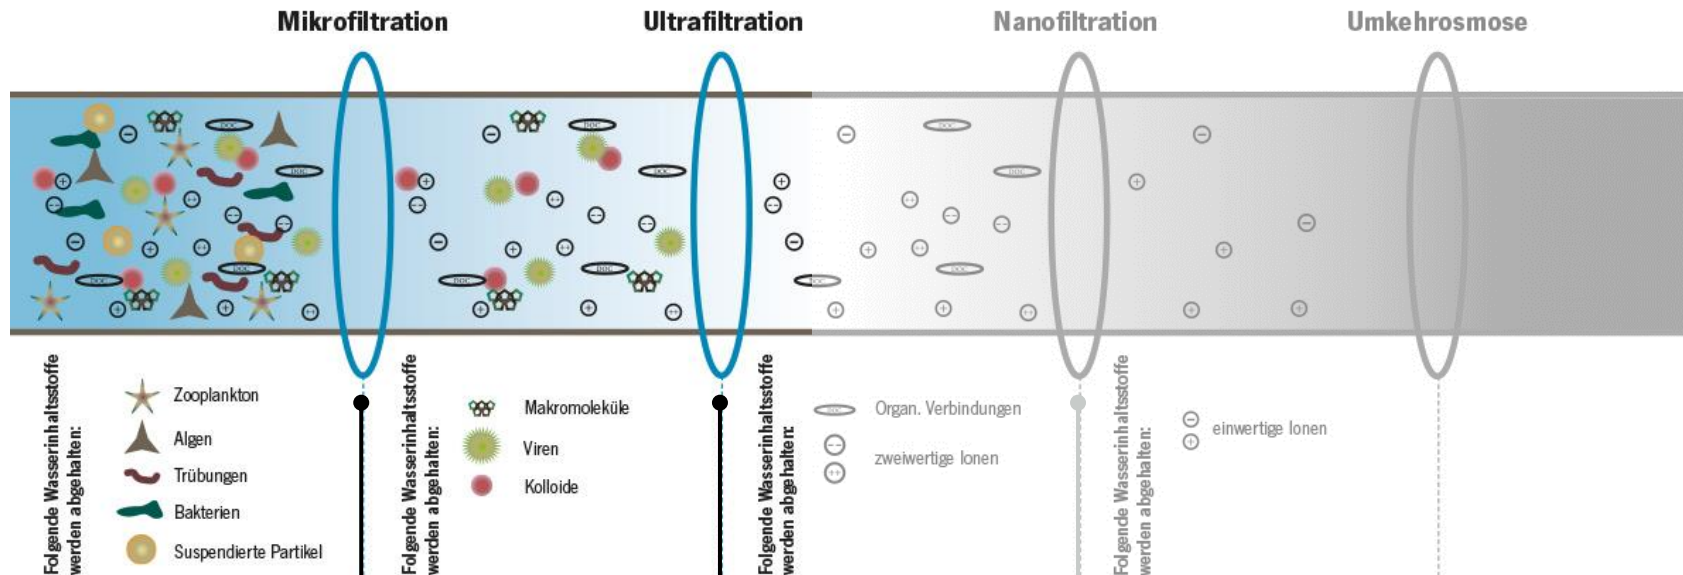 Mikrofiltration
Ultrafiltration
Nanofiltration
Umkehrosmose
Folgende Wasserinhaltsstoffe
werden abgehalten:
Zooplankton
Algen
Trübungen
Bakterien
Suspendierte Partikel
Folgende Wasserinhaltsstoffe
werden abgehalten:
Makromoleküle
Viren
Kolloide
Folgende Wasserinhaltsstoffe
werden abgehalten:
DOC Organ. Verbindungen
zweiwertige Ionen
Folgende Wasserinhaltsstoffe
werden abgehalten:
einwertige Ionen